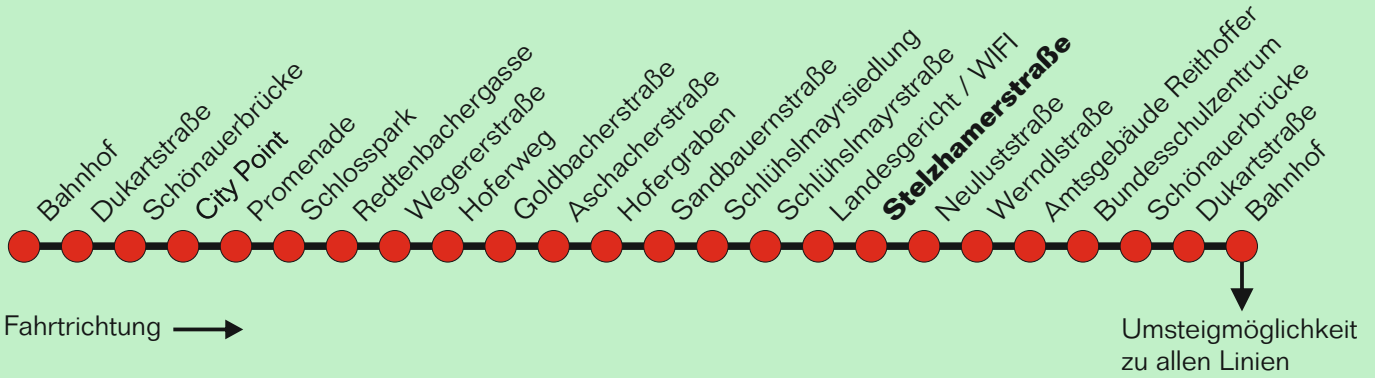 Bahnhof
Dukartstraße
Schönauerbrücke
City Point
Promenade
Schlosspark
Redtenbachergasse
Wegererstraße
Hoferweg
Goldbacherstraße
Aschacherstraße
Hofergraben
Sandbauernstraße
Schlühslmayrsiedlung
Schlühslmayrstraße
Landesgericht / WIFI
Stelzhamerstraße
Neuluststraße
Werndlstraße
Amtsgebäude Reithoffer
Bundesschulzentrum
Schönauerbrücke
Dukartstraße
Bahnhof
Fahrtrichtung
Umsteigmöglichkeit
zu allen Linien